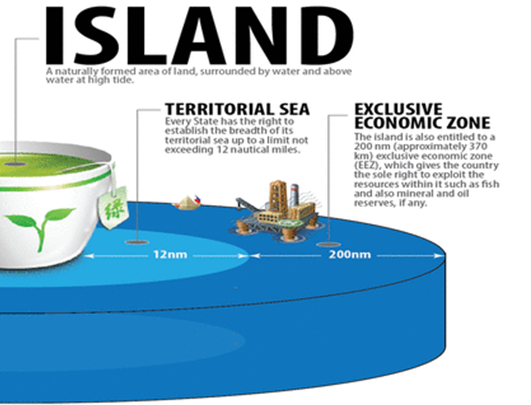 ISLAND
A naturally formed area of land, surrounded by water and above
water at high tide.
TERRITORIAL SEA
Every State has the right to
establish the breadth of its
territorial sea up to a limit not
exceeding 12 nautical miles.
EXCLUSIVE
ECONOMIC ZONE
The island is also entitled to a
200 nm (approximately 370
km) exclusive economic zone
(EEZ), which gives the country
the sole right to exploit the
resources within it such as fish
and also mineral and oil
reserves, if any.
绿
12nm
200nm